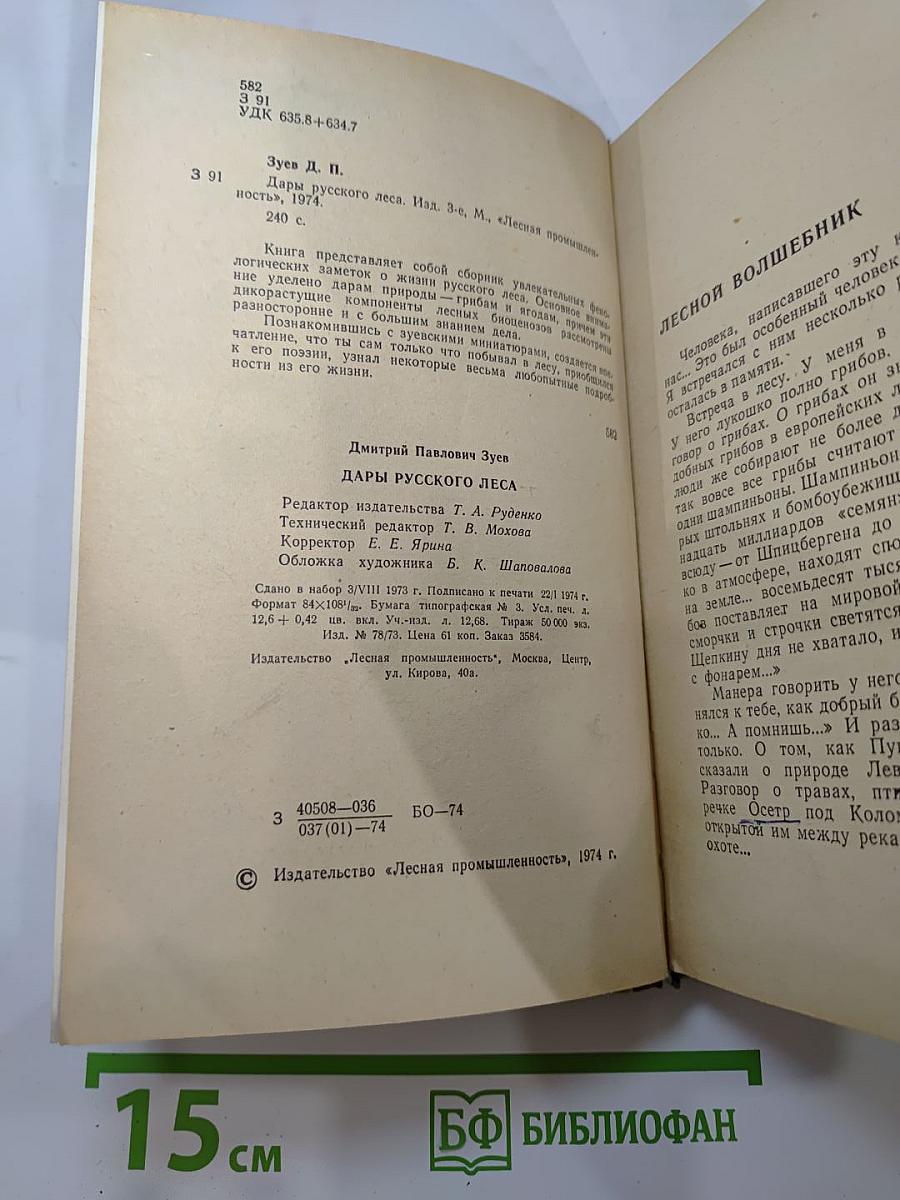 582
З 91
УДК 635.8+634.7
Зуев Д. П.
З 91 Дары русского леса. Изд. 3-е, М., «Лесная промышлен-
ность», 1974.
240 с.
Книга представляет собой сборник увлекательных фено-
логических заметок о жизни русского леса. Основное внима-
ние уделено дарам природы — грибам и ягодам, причем эти
дикорастущие компоненты лесных биоценозов рассмотрены
разносторонне и с большим знанием дела.
Познакомившись с зуевскими миниатюрами, создается впе-
чатление, что ты сам только что побывал в лесу, приобщился
к его поэзии, узнал некоторые весьма любопытные подроб-
ности из его жизни.
582
Дмитрий Павлович Зуев
ДАРЫ РУССКОГО ЛЕСА
Редактор издательства Т. А. Руденко
Технический редактор Т. В. Мохова
Корректор Е. Е. Ярина
Обложка художника Б. К. Шаповалова
Сдано в набор 3/VIII 1973 г. Подписано к печати 22/I 1974 г.
Формат 84×108¹/₃₂. Бумага типографская № 3. Усл. печ. л.
12,6 + 0,42 цв. вкл. Уч.-изд. л. 12,68. Тираж 50 000 экз.
Изд. № 78/73. Цена 61 коп. Заказ 3584.
Издательство „Лесная промышленность“, Москва, Центр,
ул. Кирова, 40а.
З 40508—036 БО—74
037(01)—74
© Издательство «Лесная промышленность», 1974 г.
ЛЕСНОЙ ВОЛШЕБНИК
Человека, написавшего эту
нас... Это был особенный человек
Я встречался с ним несколько
осталась в памяти.
Встреча в лесу. У меня в
У него лукошко полно грибов.
говор о грибах. О грибах он
добных грибов в европейских
люди же собирают не более
так вовсе все грибы считают
одни шампиньоны. Шампиньон
рых штольнях и бомбоубежищ
надцать миллиардов «семян»
всюду — от Шпицбергена до
ко в атмосфере, находят
на земле... восемьдесят тыся
бов поставляет на мировой
сморчки и строчки светятся
Щепкину дня не хватало, и
с фонарем...»
Манера говорить у него
нялся к тебе, как добрый
ко... А помнишь...» И раз
только. О том, как
сказали о природе Лев
Разговор о травах,
речке Осетр под Колом
открытой им между река
охоте...
15 см
БФ БИБЛИОФАН